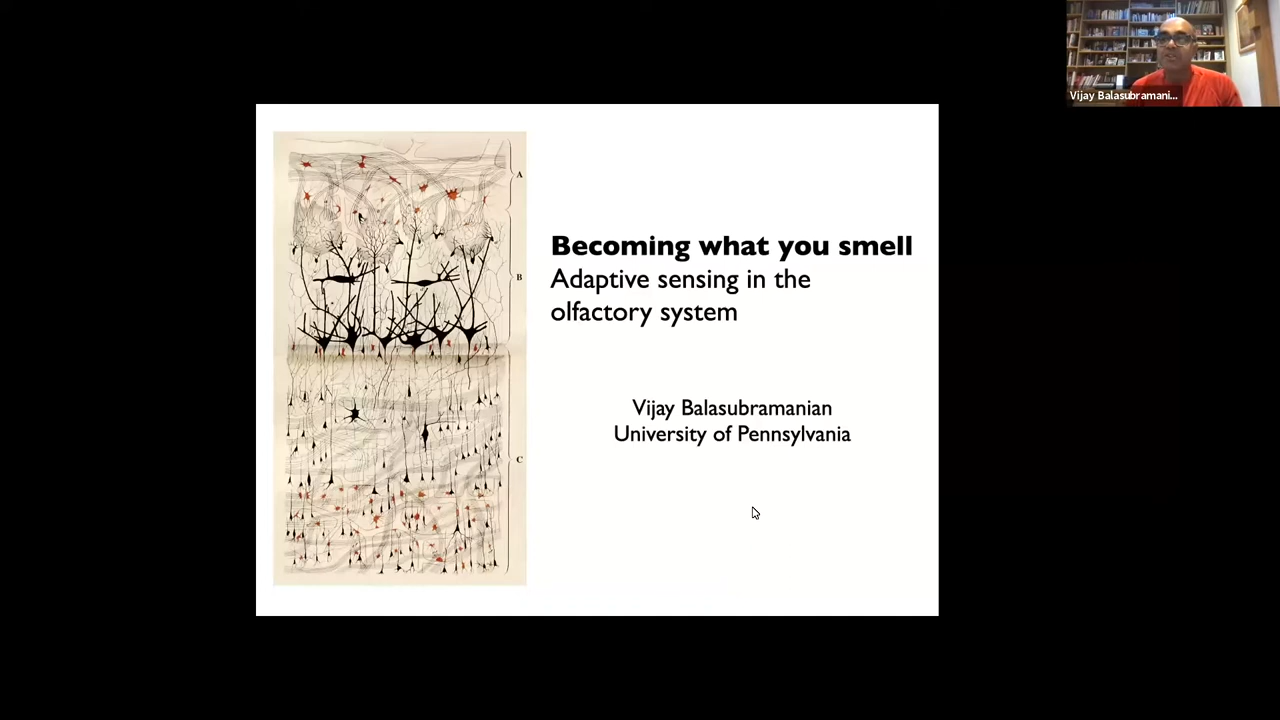 Vijay Balasubramani...
A
B
C
Becoming what you smell
Adaptive sensing in the
olfactory system
Vijay Balasubramanian
University of Pennsylvania